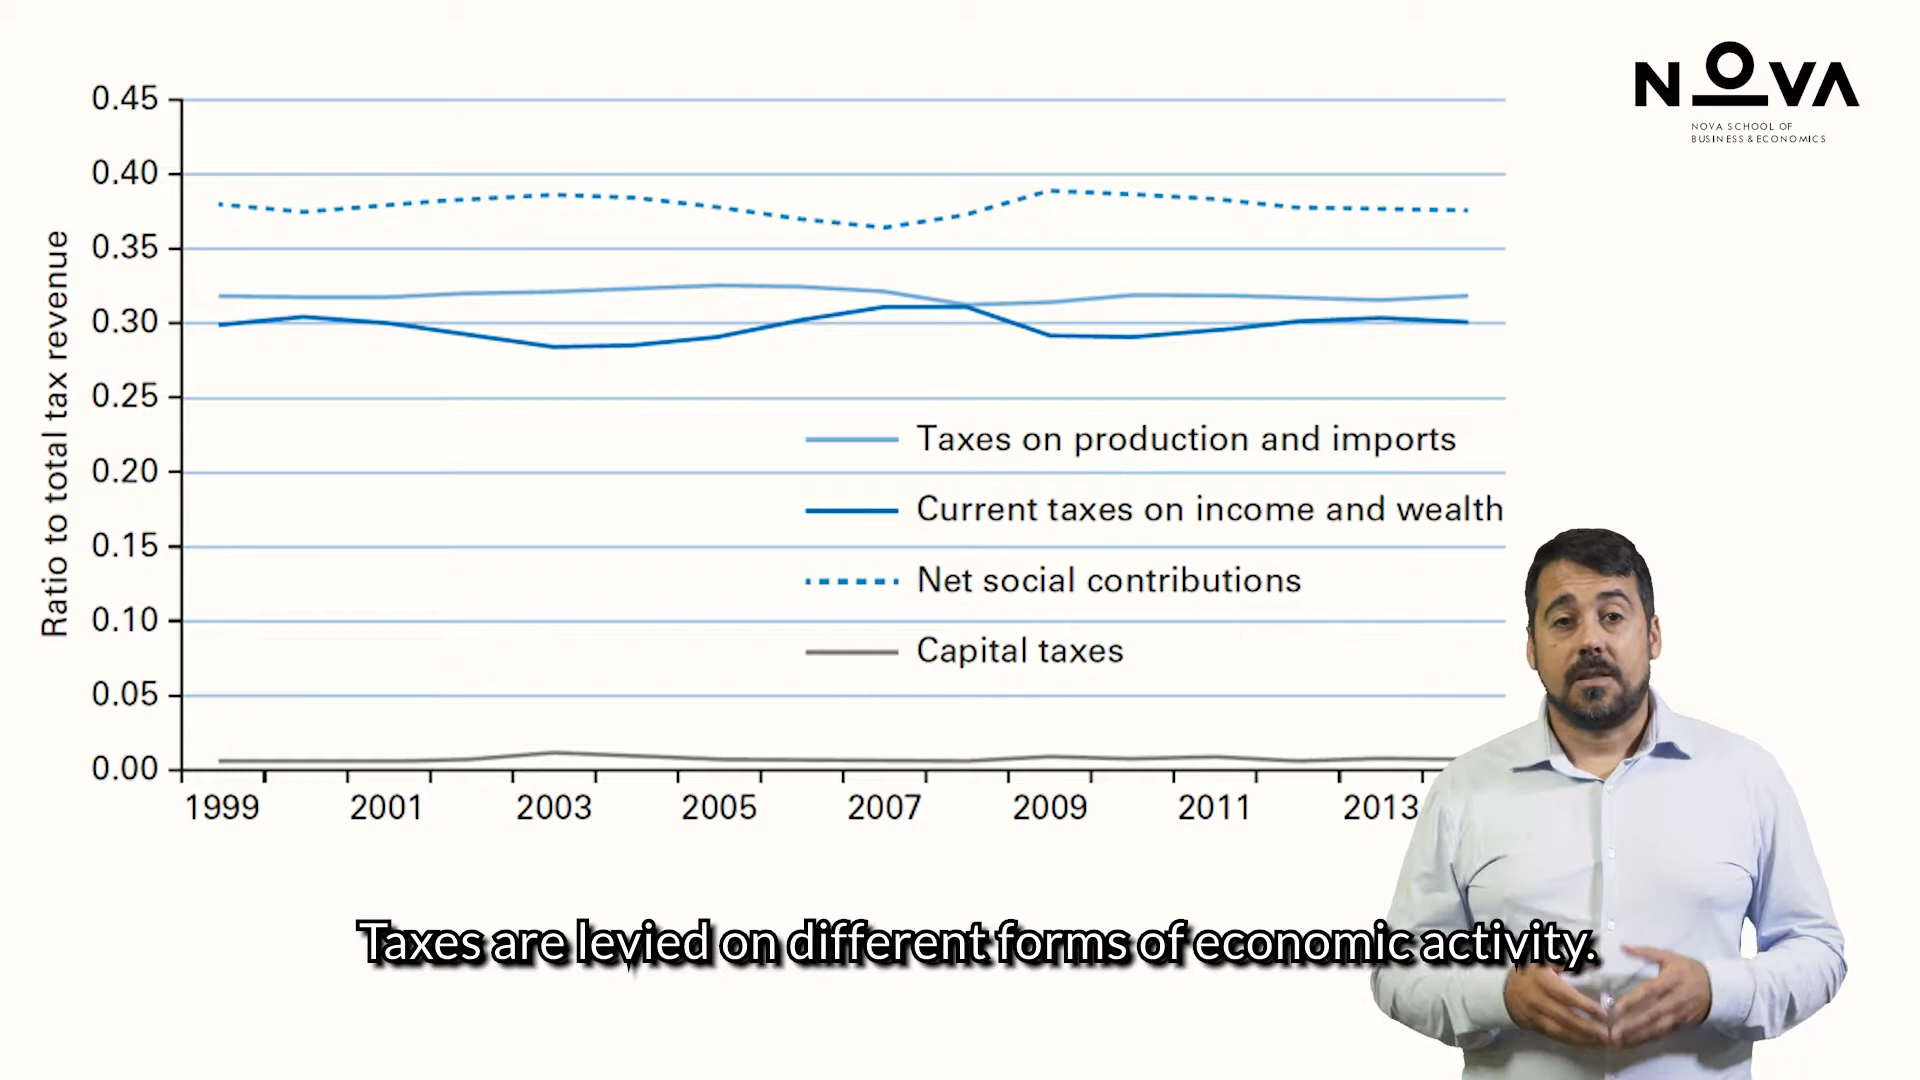 NOVA
NOVA SCHOOL OF
BUSINESS & ECONOMICS
Ratio to total tax revenue
0.45
0.40
0.35
0.30
0.25
0.20
0.15
0.10
0.05
0.00
Taxes on production and imports
Current taxes on income and wealth
Net social contributions
Capital taxes
1999 2001 2003 2005 2007 2009 2011 2013
Taxes are levied on different forms of economic activity.